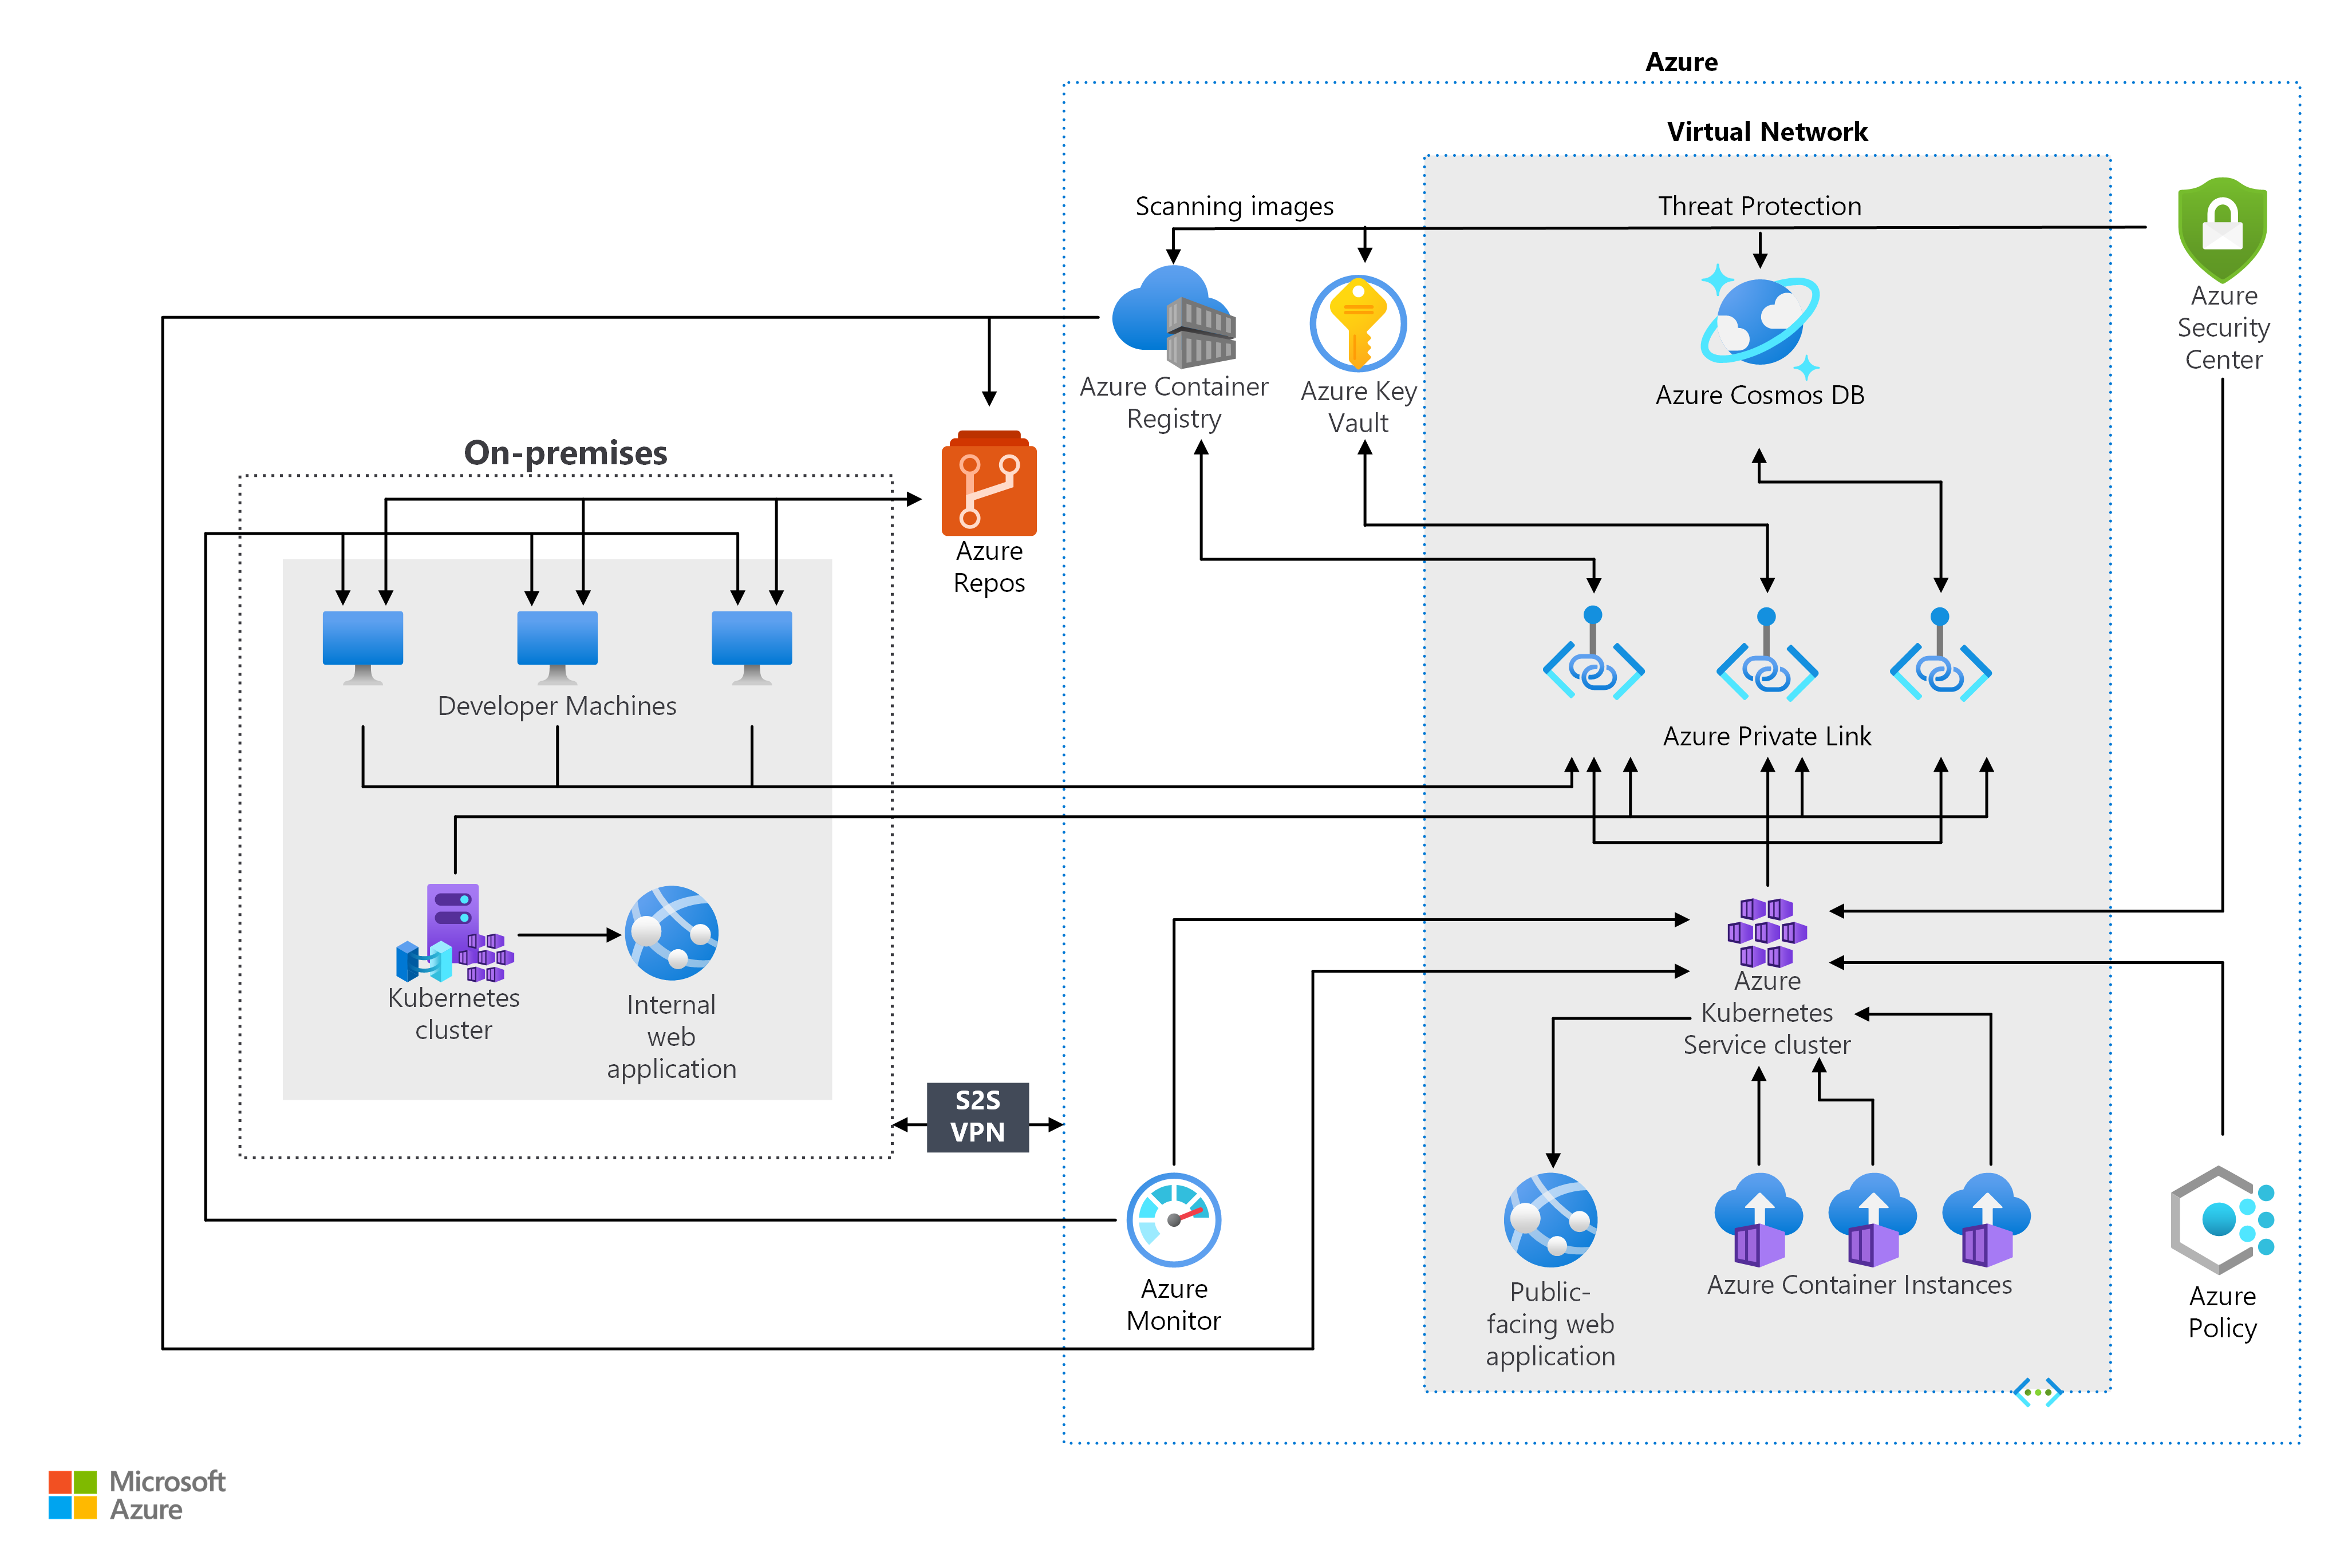 Azure
Virtual Network
Scanning images
Threat Protection
Azure
Security
Center
Azure Container
Registry
Azure Key
Vault
Azure Cosmos DB
On-premises
Azure
Repos
Developer Machines
Azure Private Link
Kubernetes
cluster
Internal
web
application
Azure
Kubernetes
Service cluster
S2S
VPN
Azure
Monitor
Public-
facing web
application
Azure Container Instances
Azure
Policy
Microsoft
Azure